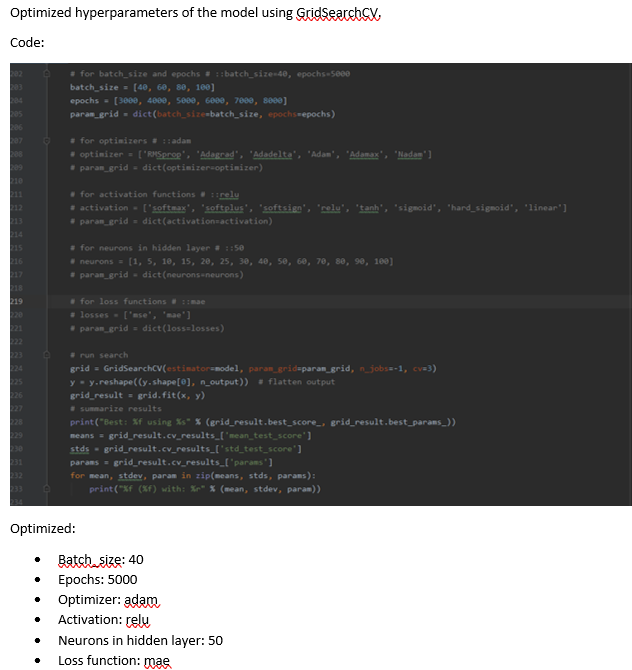 Optimized hyperparameters of the model using GridSearchCV.
Code:
202 # for batch_size and epochs # ::batch_size=40, epochs=5000
203 batch_size = [40, 60, 80, 100]
204 epochs = [3000, 4000, 5000, 6000, 7000, 8000]
205 param_grid = dict(batch_size=batch_size, epochs=epochs)
206
207 # for optimizers # ::adam
208 # optimizer = ['RMSprop', 'Adagrad', 'Adadelta', 'Adam', 'Adamax', 'Nadam']
209 # param_grid = dict(optimizer=optimizer)
210
211 # for activation functions # ::relu
212 # activation = ['softmax', 'softplus', 'softsign', 'relu', 'tanh', 'sigmoid', 'hard_sigmoid', 'linear']
213 # param_grid = dict(activation=activation)
214
215 # for neurons in hidden layer # ::50
216 # neurons = [1, 5, 10, 15, 20, 25, 30, 40, 50, 60, 70, 80, 90, 100]
217 # param_grid = dict(neurons=neurons)
218
219 # for loss functions # ::mae
220 # losses = ['mse', 'mae']
221 # param_grid = dict(loss=losses)
222
223 # run search
224 grid = GridSearchCV(estimator=model, param_grid=param_grid, n_jobs=-1, cv=3)
225 y = y.reshape((y.shape[0], n_output)) # flatten output
226 grid_result = grid.fit(x, y)
227 # summarize results
228 print("Best: %f using %s" % (grid_result.best_score_, grid_result.best_params_))
229 means = grid_result.cv_results_['mean_test_score']
230 stds = grid_result.cv_results_['std_test_score']
231 params = grid_result.cv_results_['params']
232 for mean, stdev, param in zip(means, stds, params):
233 print("%f (%f) with: %r" % (mean, stdev, param))
234
Optimized:
• Batch_size: 40
• Epochs: 5000
• Optimizer: adam
• Activation: relu
• Neurons in hidden layer: 50
• Loss function: mae